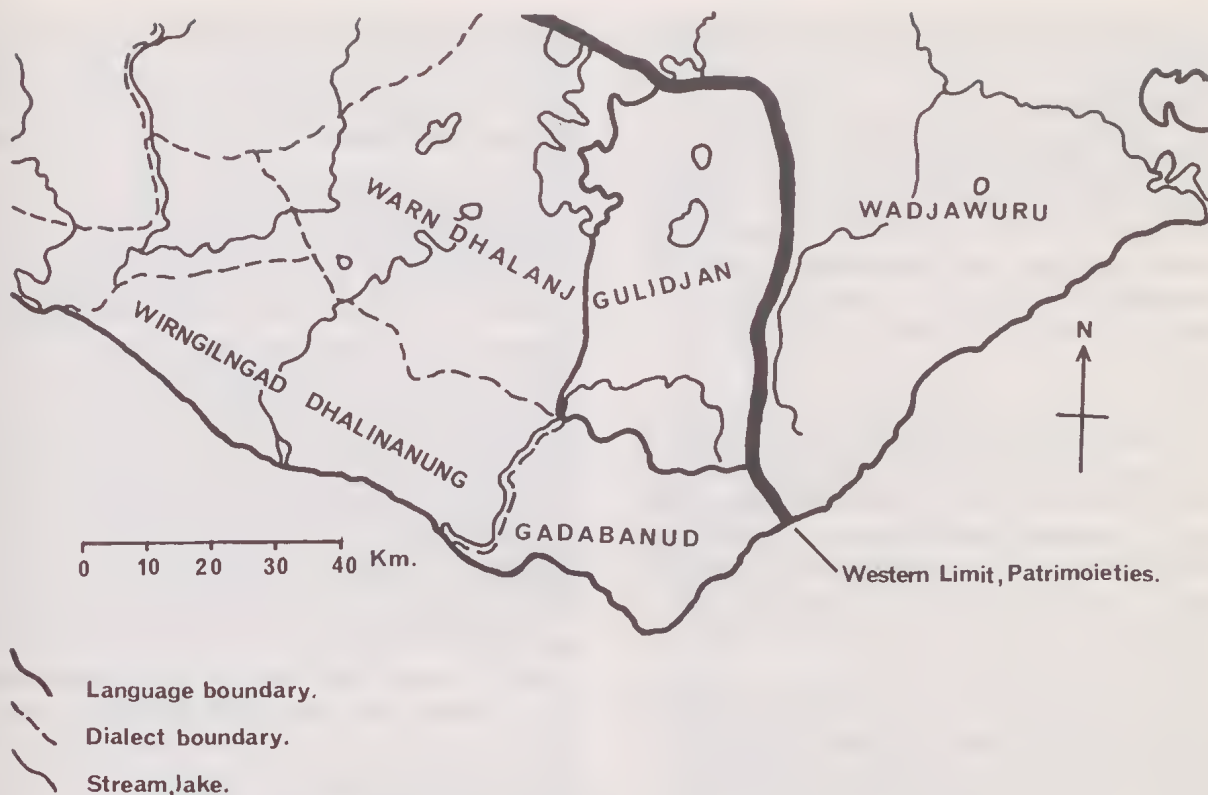 WARN DHALANJ
GULIDJAN
WADJAWURU
WIRNGILNGAD DHALINANUNG
GADABANUD
N
0 10 20 30 40 Km.
Western Limit, Patrimoieties.
Language boundary.
Dialect boundary.
Stream, lake.